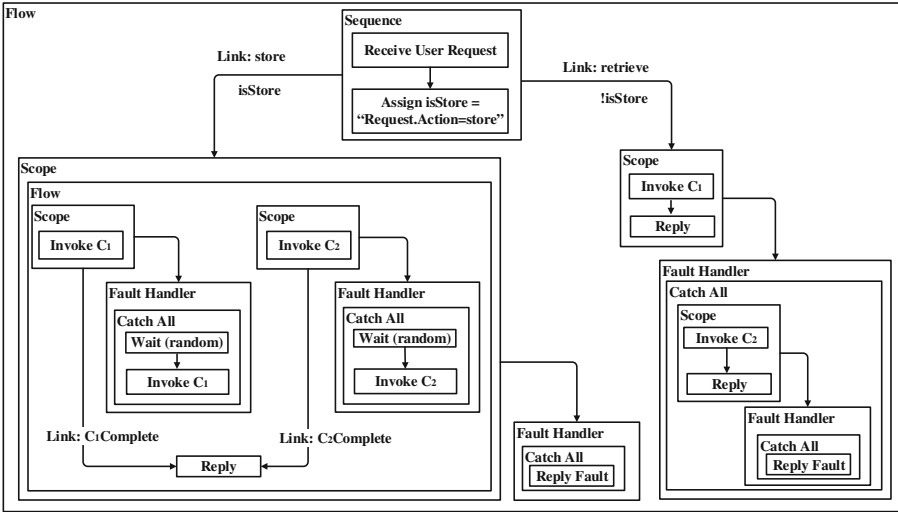 Flow
Sequence
Receive User Request
Assign isStore =
“Request.Action=store”
Link: store
isStore
Link: retrieve
!isStore
Scope
Flow
Scope
Invoke C₁
Fault Handler
Catch All
Wait (random)
Invoke C₁
Scope
Invoke C₂
Fault Handler
Catch All
Wait (random)
Invoke C₂
Link: C₁Complete
Link: C₂Complete
Reply
Fault Handler
Catch All
Reply Fault
Scope
Invoke C₁
Reply
Fault Handler
Catch All
Scope
Invoke C₂
Reply
Fault Handler
Catch All
Reply Fault